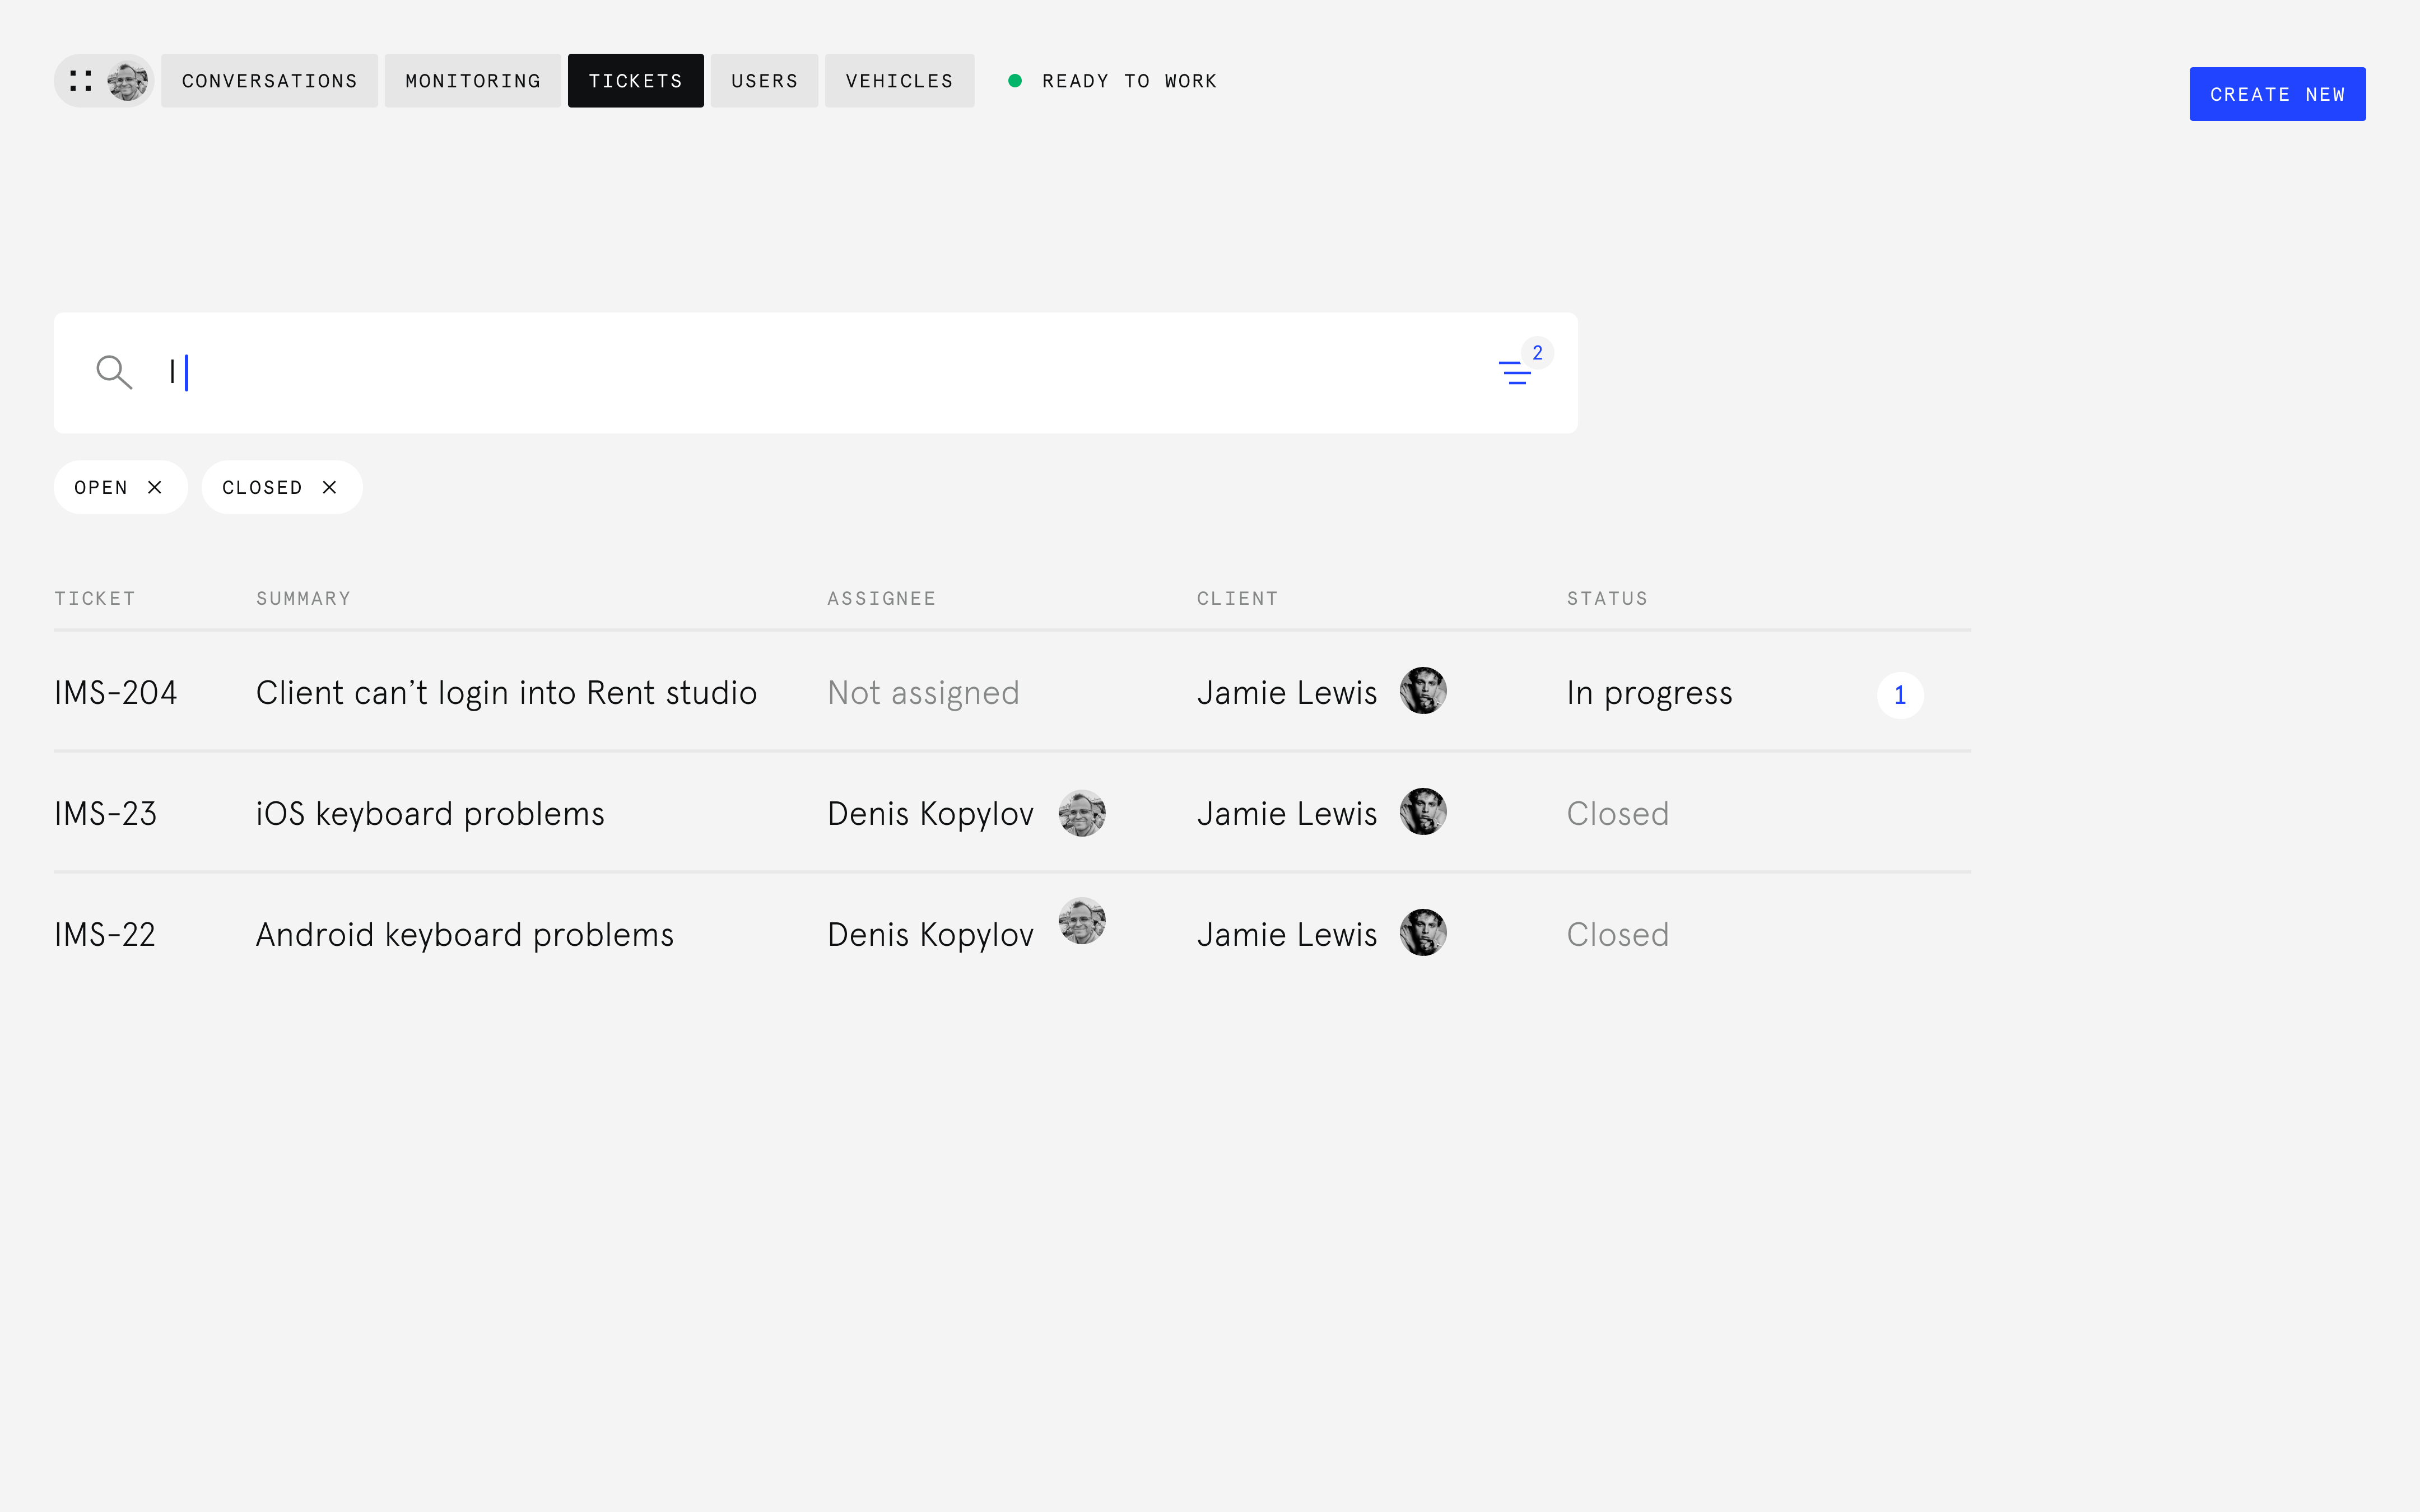 CONVERSATIONS MONITORING TICKETS USERS VEHICLES READY TO WORK
CREATE NEW
I
2
OPEN CLOSED
TICKET SUMMARY ASSIGNEE CLIENT STATUS
IMS-204 Client can’t login into Rent studio Not assigned Jamie Lewis In progress 1
IMS-23 iOS keyboard problems Denis Kopylov Jamie Lewis Closed
IMS-22 Android keyboard problems Denis Kopylov Jamie Lewis Closed